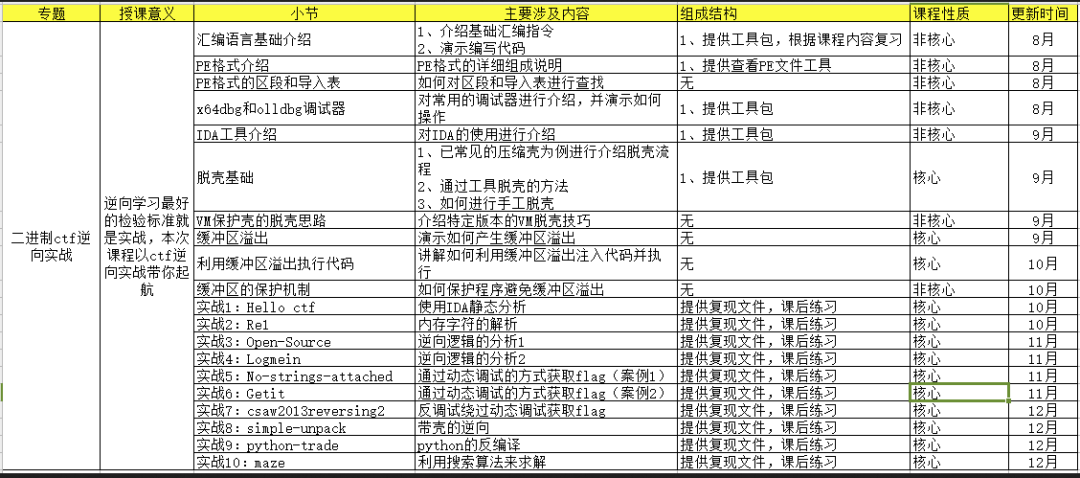 专题 授课意义 小节 主要涉及内容 组成结构 课程性质 更新时间
二进制ctf逆
向实战
逆向学习最好
的检验标准就
是实战，本次
课程以ctf逆
向实战带你起
航
汇编语言基础介绍 1、介绍基础汇编指令
2、演示编写代码 1、提供工具包，根据课程内容复习 非核心 8月
PE格式介绍 PE格式的详细组成说明 1、提供查看PE文件工具 非核心 8月
PE格式的区段和导入表 如何对区段和导入表进行查找 无 非核心 8月
x64dbg和olldbg调试器 对常用的调试器进行介绍，并演示如何
操作 1、提供工具包 非核心 8月
IDA工具介绍 对IDA的使用进行介绍 1、提供工具包 非核心 9月
脱壳基础 1、已常见的压缩壳为例进行介绍脱壳流
程
2、通过工具脱壳的方法
3、如何进行手工脱壳 1、提供工具包 核心 9月
VM保护壳的脱壳思路 介绍特定版本的VM脱壳技巧 无 非核心 9月
缓冲区溢出 演示如何产生缓冲区溢出 无 核心 9月
利用缓冲区溢出执行代码 讲解如何利用缓冲区溢出注入代码并执
行 无 核心 10月
缓冲区的保护机制 如何保护程序避免缓冲区溢出 无 非核心 10月
实战1：Hello ctf 使用IDA静态分析 提供复现文件，课后练习 核心 10月
实战2：Re1 内存字符的解析 提供复现文件，课后练习 核心 10月
实战3：Open-Source 逆向逻辑的分析1 提供复现文件，课后练习 核心 11月
实战4：Logmein 逆向逻辑的分析2 提供复现文件，课后练习 核心 11月
实战5：No-strings-attached 通过动态调试的方式获取flag（案例1） 提供复现文件，课后练习 核心 11月
实战6：Getit 通过动态调试的方式获取flag（案例2） 提供复现文件，课后练习 核心 11月
实战7：csaw2013reversing2 反调试绕过动态调试获取flag 提供复现文件，课后练习 核心 12月
实战8：simple-unpack 带壳的逆向 提供复现文件，课后练习 核心 12月
实战9：python-trade python的反编译 提供复现文件，课后练习 核心 12月
实战10：maze 利用搜索算法来求解 提供复现文件，课后练习 核心 12月